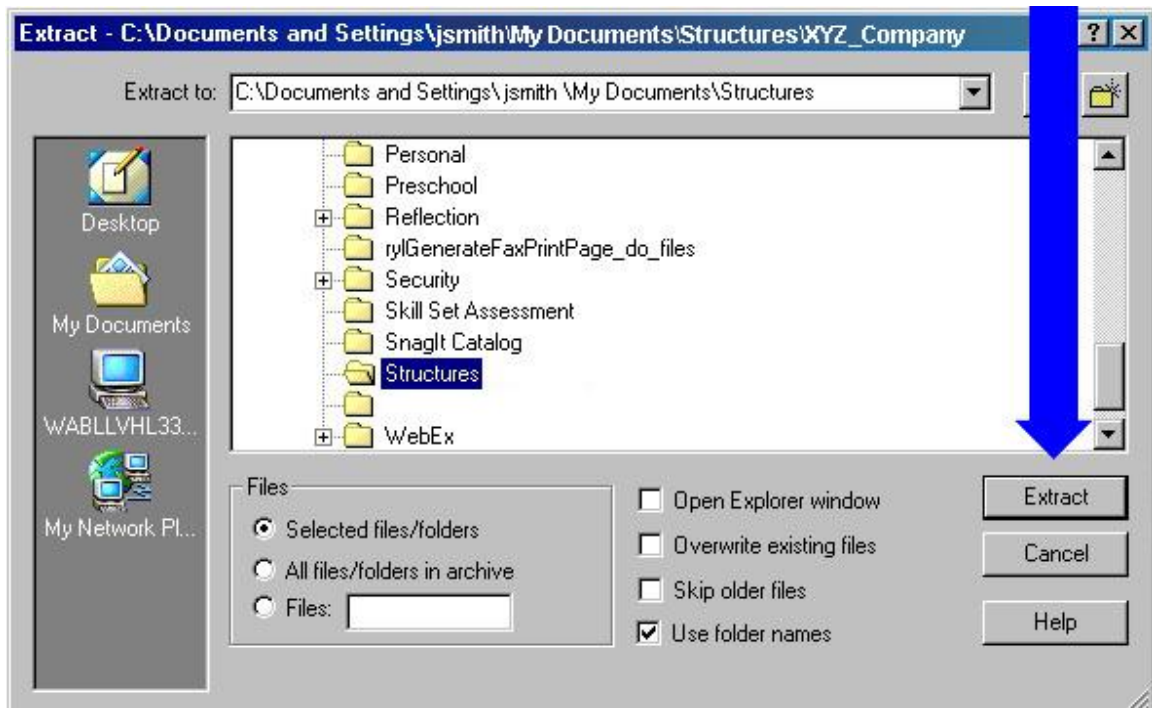 Extract - C:\Documents and Settings\jsmith\My Documents\Structures\XYZ_Company
Extract to: C:\Documents and Settings\ jsmith \My Documents\Structures
Desktop
My Documents
WABLLVHL33...
My Network Pl...
Personal
Preschool
Reflection
rylGenerateFaxPrintPage_do_files
Security
Skill Set Assessment
SnagIt Catalog
Structures
WebEx
Files
Selected files/folders
All files/folders in archive
Files:
Open Explorer window
Overwrite existing files
Skip older files
Use folder names
Extract
Cancel
Help